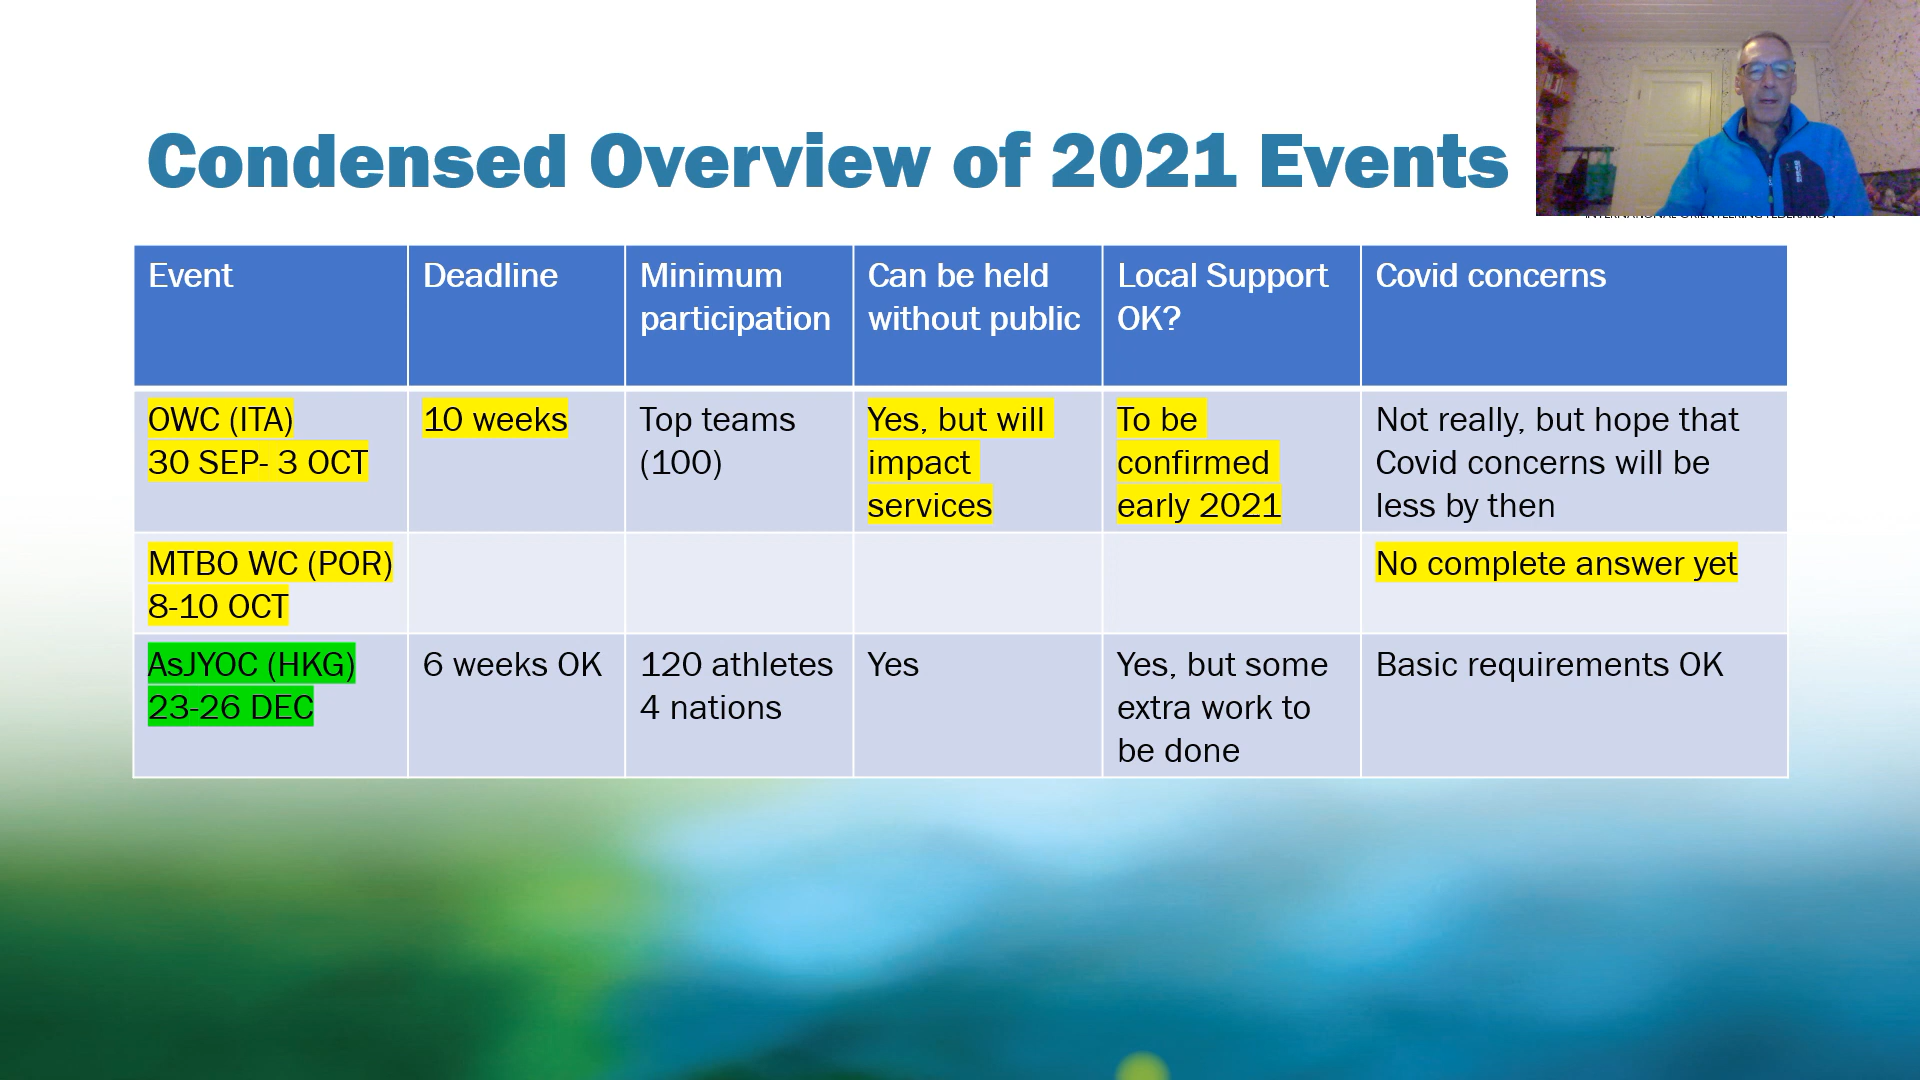 Condensed Overview of 2021 Events
INTERNATIONAL ORIENTEERING FEDERATION
Event
Deadline
Minimum
participation
Can be held
without public
Local Support
OK?
Covid concerns
OWC (ITA)
30 SEP- 3 OCT
10 weeks
Top teams
(100)
Yes, but will
impact
services
To be
confirmed
early 2021
Not really, but hope that
Covid concerns will be
less by then
MTBO WC (POR)
8-10 OCT
No complete answer yet
AsJYOC (HKG)
23-26 DEC
6 weeks OK
120 athletes
4 nations
Yes
Yes, but some
extra work to
be done
Basic requirements OK